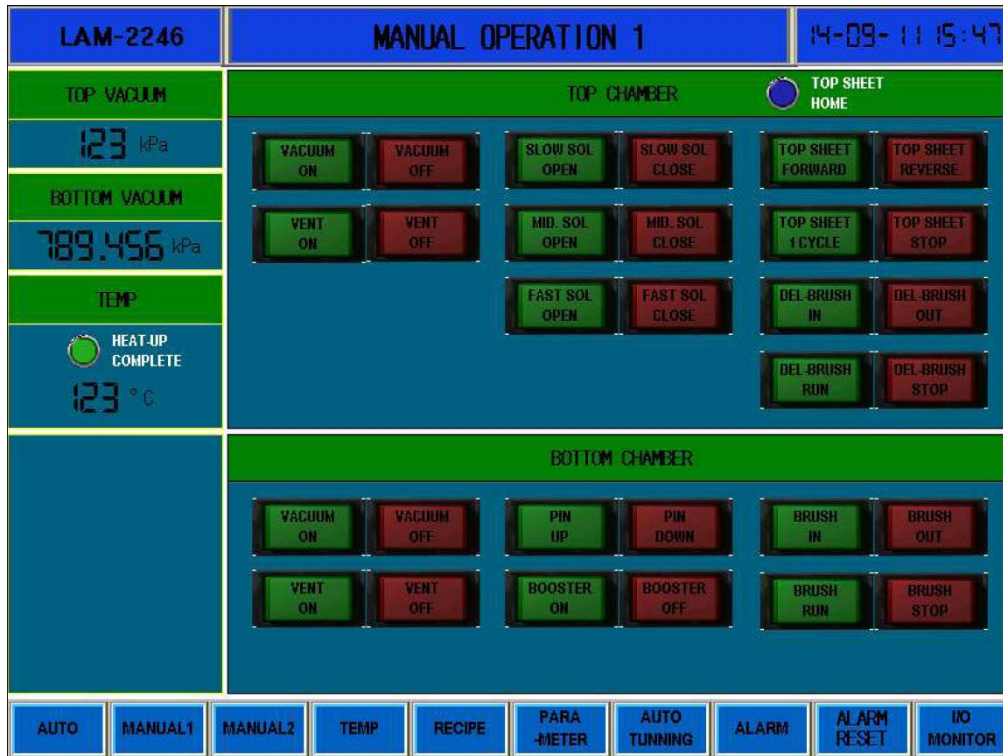 LAM-2246
MANUAL OPERATION 1
14-09-11 15:47
TOP VACUUM
123 kPa
BOTTOM VACUUM
789.456 kPa
TEMP
HEAT-UP
COMPLETE
123 °C
TOP CHAMBER
TOP SHEET
HOME
VACUUM
ON
VACUUM
OFF
SLOW SOL
OPEN
SLOW SOL
CLOSE
TOP SHEET
FORWARD
TOP SHEET
REVERSE
VENT
ON
VENT
OFF
MID. SOL
OPEN
MID. SOL
CLOSE
TOP SHEET
1 CYCLE
TOP SHEET
STOP
FAST SOL
OPEN
FAST SOL
CLOSE
DEL-BRUSH
IN
DEL-BRUSH
OUT
DEL-BRUSH
RUN
DEL-BRUSH
STOP
BOTTOM CHAMBER
VACUUM
ON
VACUUM
OFF
PIN
UP
PIN
DOWN
BRUSH
IN
BRUSH
OUT
VENT
ON
VENT
OFF
BOOSTER
ON
BOOSTER
OFF
BRUSH
RUN
BRUSH
STOP
AUTO
MANUAL1
MANUAL2
TEMP
RECIPE
PARA
-METER
AUTO
TUNNING
ALARM
ALARM
RESET
I/O
MONITOR